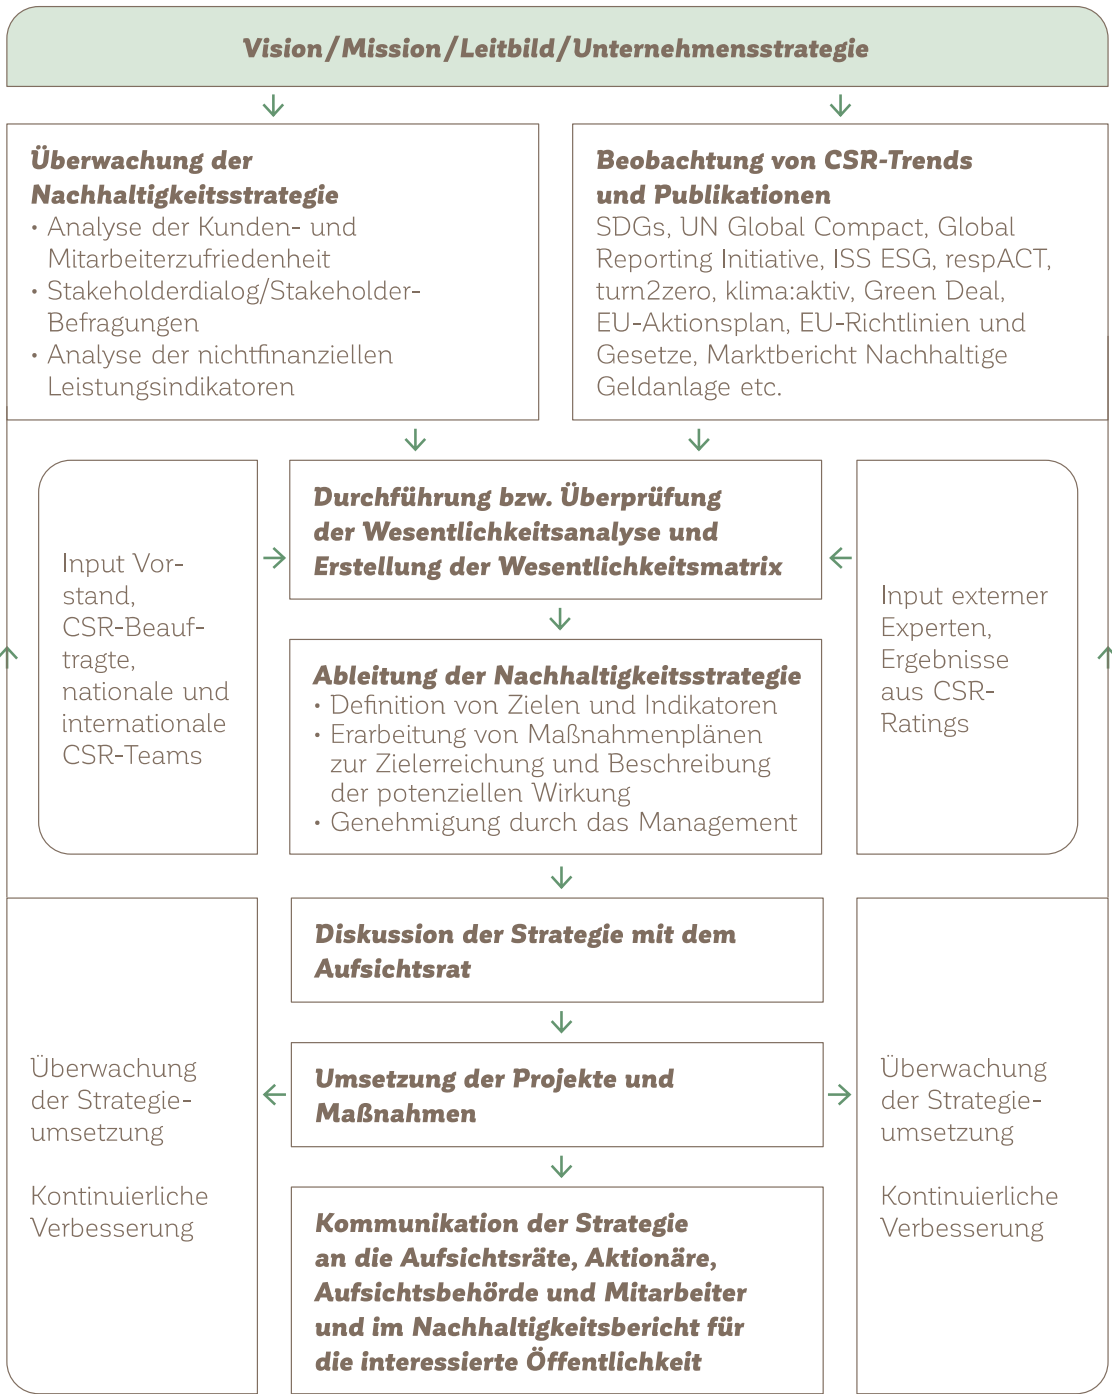 Vision/Mission/Leitbild/Unternehmensstrategie
Überwachung der
Nachhaltigkeitsstrategie
• Analyse der Kunden- und
Mitarbeiterzufriedenheit
• Stakeholderdialog/Stakeholder-
Befragungen
• Analyse der nichtfinanziellen
Leistungsindikatoren
Beobachtung von CSR-Trends
und Publikationen
SDGs, UN Global Compact, Global
Reporting Initiative, ISS ESG, respACT,
turn2zero, klima:aktiv, Green Deal,
EU-Aktionsplan, EU-Richtlinien und
Gesetze, Marktbericht Nachhaltige
Geldanlage etc.
Input Vor-
stand,
CSR-Beauf-
tragte,
nationale und
internationale
CSR-Teams
Durchführung bzw. Überprüfung
der Wesentlichkeitsanalyse und
Erstellung der Wesentlichkeitsmatrix
Input externer
Experten,
Ergebnisse
aus CSR-
Ratings
Ableitung der Nachhaltigkeitsstrategie
• Definition von Zielen und Indikatoren
• Erarbeitung von Maßnahmenplänen
zur Zielerreichung und Beschreibung
der potenziellen Wirkung
• Genehmigung durch das Management
Diskussion der Strategie mit dem
Aufsichtsrat
Überwachung
der Strategie-
umsetzung
Kontinuierliche
Verbesserung
Umsetzung der Projekte und
Maßnahmen
Überwachung
der Strategie-
umsetzung
Kontinuierliche
Verbesserung
Kommunikation der Strategie
an die Aufsichtsräte, Aktionäre,
Aufsichtsbehörde und Mitarbeiter
und im Nachhaltigkeitsbericht für
die interessierte Öffentlichkeit